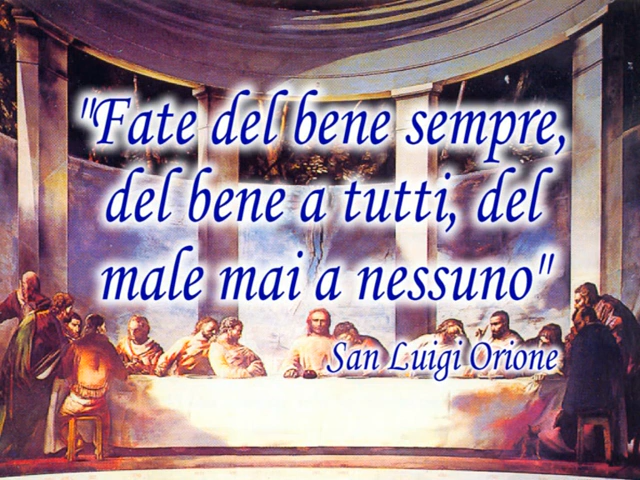 "Fate del bene sempre,
del bene a tutti, del
male mai a nessuno"
San Luigi Orione